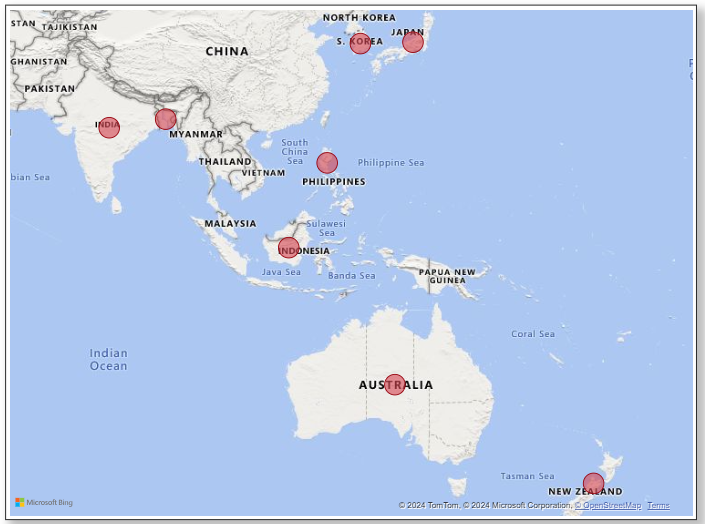 NORTH KOREA
STAN
TAJIKISTAN
JAPAN
S. KOREA
CHINA
GHANISTAN
PAKISTAN
INDIA
MYANMAR
South
China
Sea
Philippine Sea
THAILAND
VIETNAM
bian Sea
PHILIPPINES
MALAYSIA
Sulawesi
Sea
INDONESIA
Java Sea
Banda Sea
PAPUA NEW
GUINEA
Coral Sea
Indian
Ocean
AUSTRALIA
Tasman Sea
NEW ZEALAND
Microsoft Bing
© 2024 TomTom, © 2024 Microsoft Corporation, © OpenStreetMap Terms